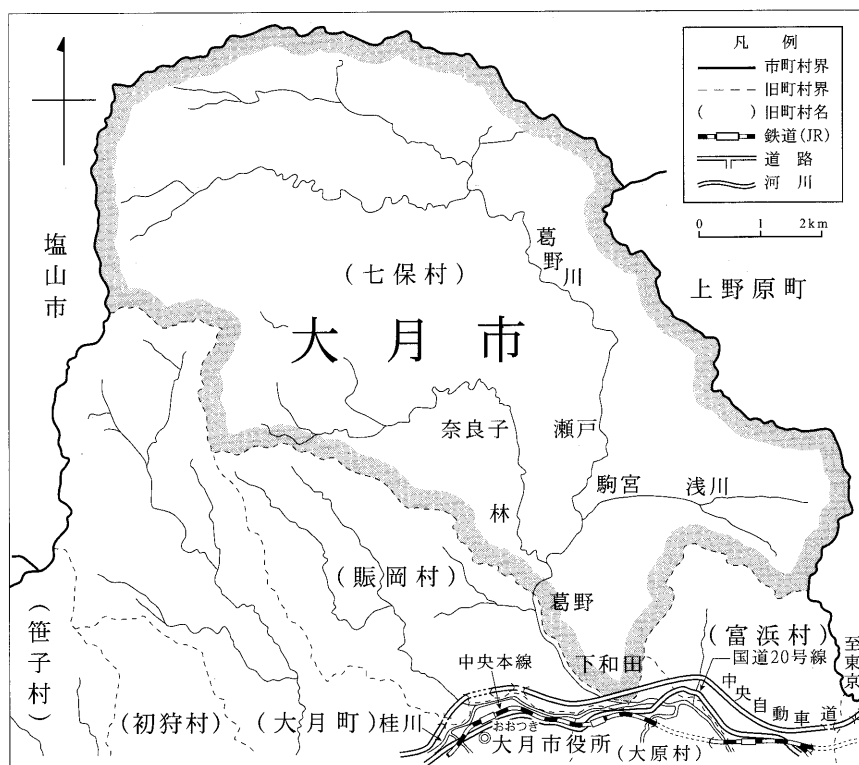 凡 例
市町村界
旧町村界
( ) 旧町村名
鉄道(JR)
道 路
河 川
0 1 2km
塩山市
葛野川
(七保村)
上野原町
大月市
奈良子
瀬戸
駒宮
浅川
林
(賑岡村)
葛野
(笹子村)
(富浜村)
至東京
下和田
国道20号線
中央本線
中央自動車道
(初狩村)
(大月町)
桂川
おおつき
大月市役所
(大原村)